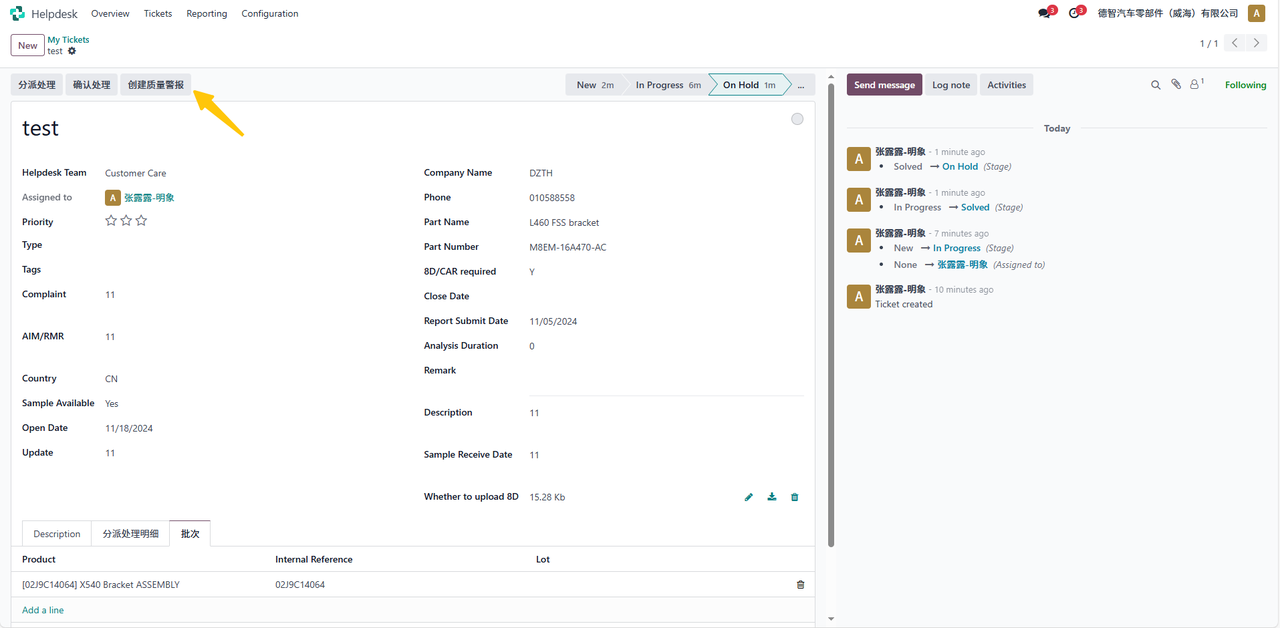 Helpdesk Overview Tickets Reporting Configuration 3 3 德智汽车零部件（威海）有限公司 A
New My Tickets 1 / 1
test
分派处理 确认处理 创建质量警报 New 2m In Progress 6m On Hold 1m ... Send message Log note Activities 1 Following
test
Today
Helpdesk Team Customer Care
Assigned to A 张露露-明象
Priority
Type
Tags
Complaint 11
AIM/RMR 11
Country CN
Sample Available Yes
Open Date 11/18/2024
Update 11
Company Name DZTH
Phone 010588558
Part Name L460 FSS bracket
Part Number M8EM-16A470-AC
8D/CAR required Y
Close Date
Report Submit Date 11/05/2024
Analysis Duration 0
Remark
Description 11
Sample Receive Date 11
Whether to upload 8D 15.28 Kb
A 张露露-明象 - 1 minute ago
• Solved → On Hold (Stage)
A 张露露-明象 - 1 minute ago
• In Progress → Solved (Stage)
A 张露露-明象 - 7 minutes ago
• New → In Progress (Stage)
• None → 张露露-明象 (Assigned to)
A 张露露-明象 - 10 minutes ago
Ticket created
Description 分派处理明细 批次
Product Internal Reference Lot
[02J9C14064] X540 Bracket ASSEMBLY 02J9C14064
Add a line